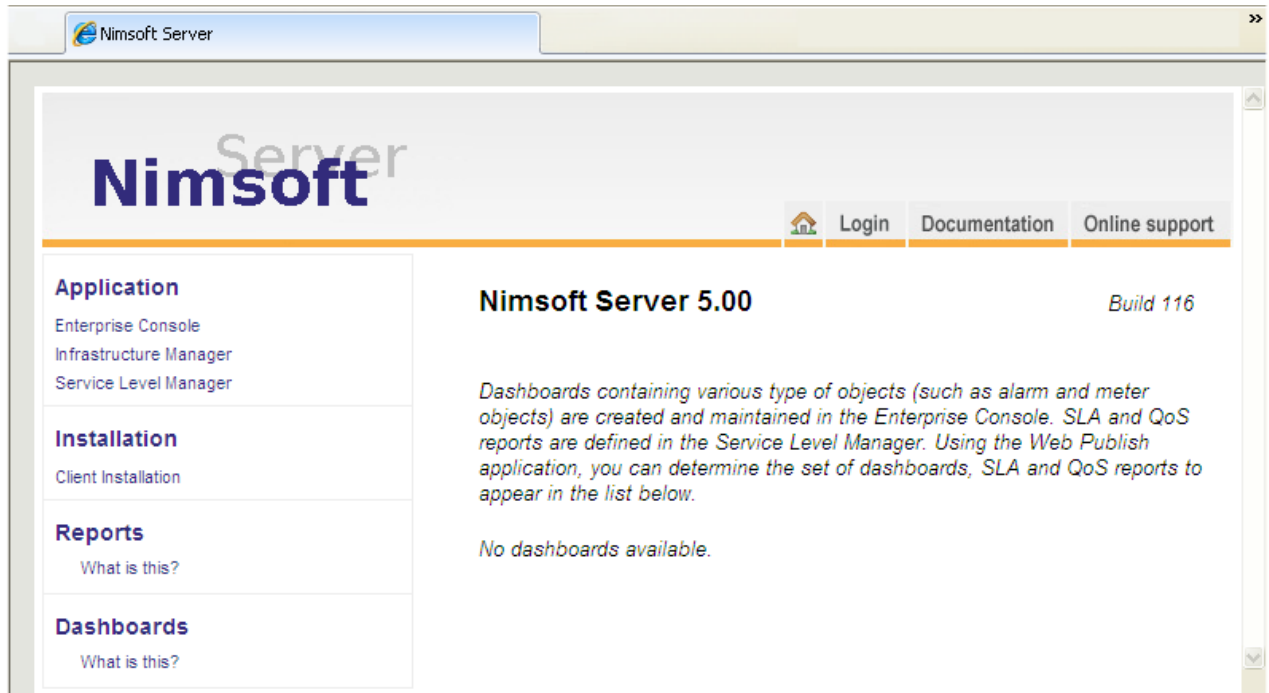 Nimsoft Server
»
Server
Nimsoft
Login Documentation Online support
Application
Enterprise Console
Infrastructure Manager
Service Level Manager
Installation
Client Installation
Reports
What is this?
Dashboards
What is this?
Nimsoft Server 5.00 Build 116
Dashboards containing various type of objects (such as alarm and meter
objects) are created and maintained in the Enterprise Console. SLA and QoS
reports are defined in the Service Level Manager. Using the Web Publish
application, you can determine the set of dashboards, SLA and QoS reports to
appear in the list below.
No dashboards available.